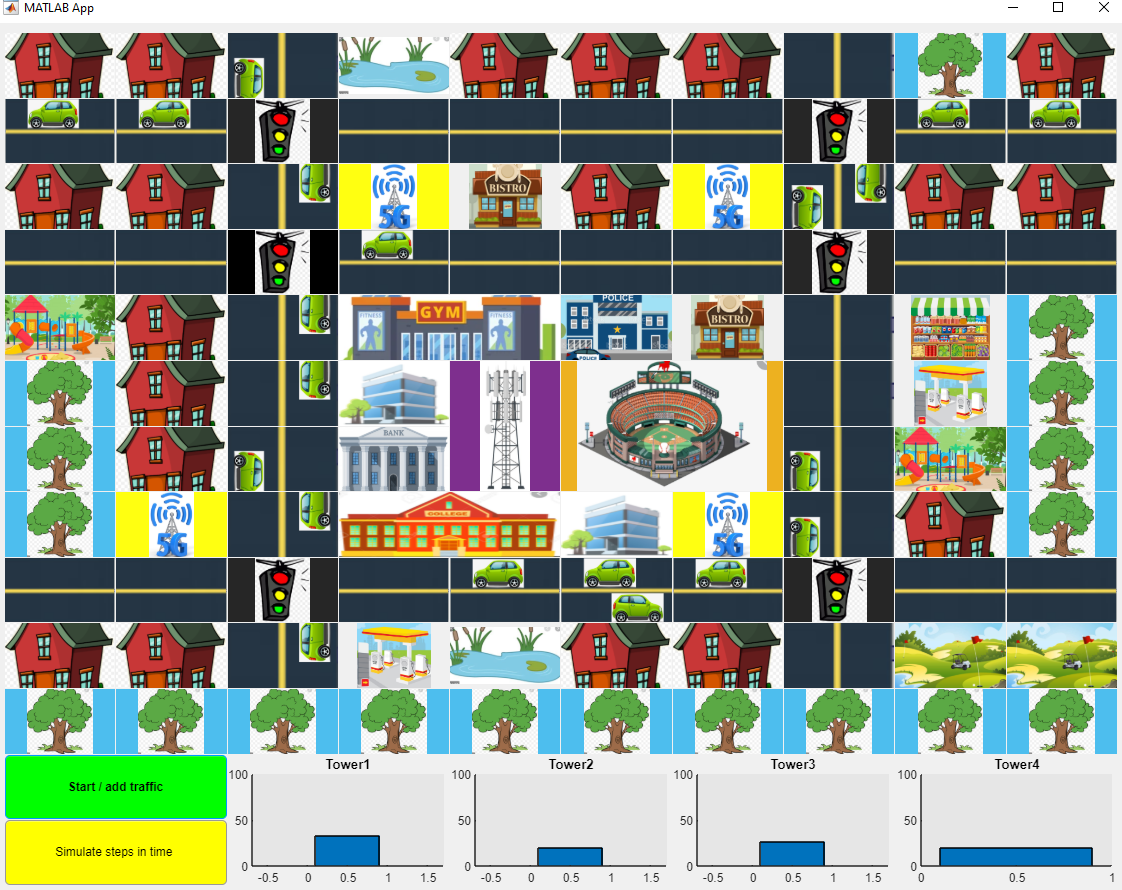 MATLAB App
5G
BISTRO
5G
FITNESS
GYM
FITNESS
POLICE
BISTRO
POLICE
BANK
5G
COLLEGE
5G
Start / add traffic
Simulate steps in time
Tower1
100
50
0
-0.5 0 0.5 1 1.5
Tower2
100
50
0
-0.5 0 0.5 1 1.5
Tower3
100
50
0
-0.5 0 0.5 1 1.5
Tower4
100
50
0
0 0.5 1